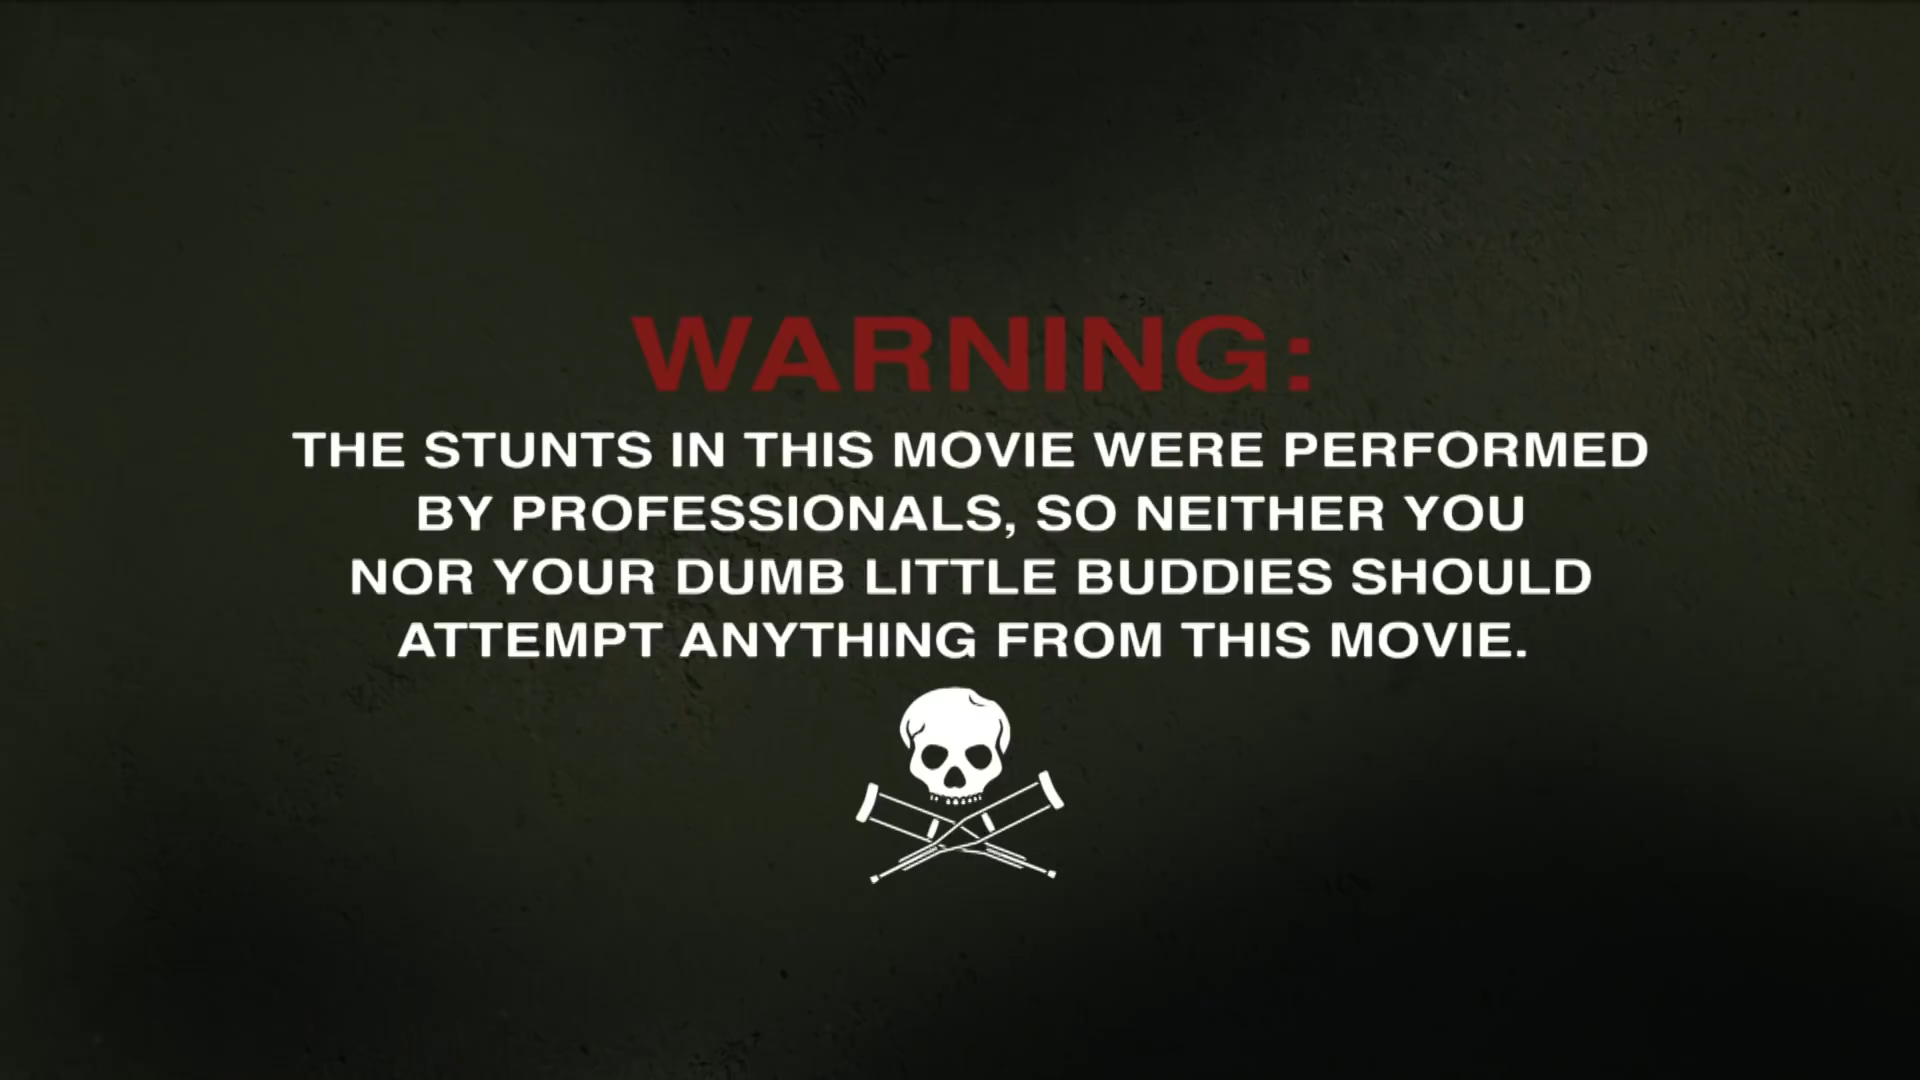 WARNING:
THE STUNTS IN THIS MOVIE WERE PERFORMED
BY PROFESSIONALS, SO NEITHER YOU
NOR YOUR DUMB LITTLE BUDDIES SHOULD
ATTEMPT ANYTHING FROM THIS MOVIE.